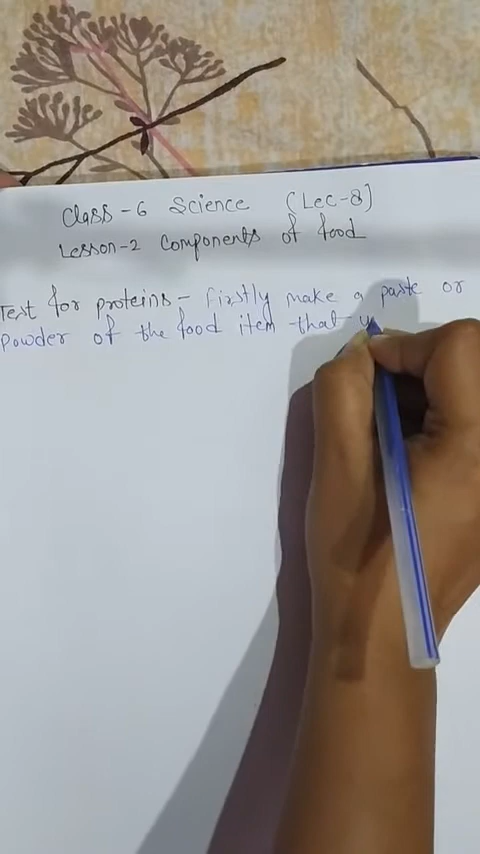 Class-6 Science (Lec-8)
Lesson-2 Components of food
Test for proteins - Firstly make a paste or
Powder of the food item that y